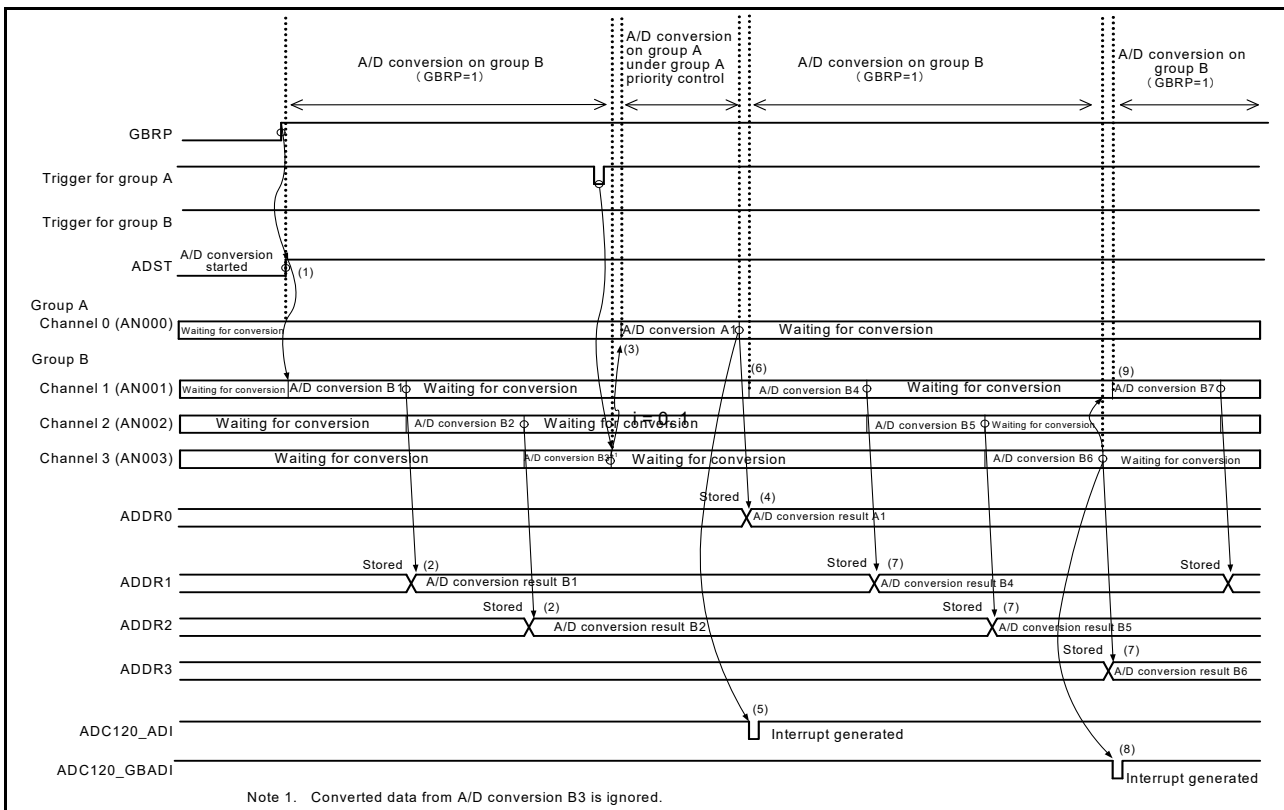 A/D conversion on group B
(GBRP=1)
A/D conversion
on group A
under group A
priority control
A/D conversion on group B
(GBRP=1)
A/D conversion on
group B
(GBRP=1)
GBRP
Trigger for group A
Trigger for group B
A/D conversion
started
ADST
(1)
Group A
Channel 0 (AN000)
Waiting for conversion
A/D conversion A1
Waiting for conversion
(3)
Group B
(6)
(9)
Channel 1 (AN001)
Waiting for conversion
A/D conversion B1
Waiting for conversion
A/D conversion B4
Waiting for conversion
A/D conversion B7
Channel 2 (AN002)
Waiting for conversion
A/D conversion B2
Waiting for conversion
i = 0, 1
A/D conversion B5
Waiting for conversion
Channel 3 (AN003)
Waiting for conversion
A/D conversion B3*1
Waiting for conversion
A/D conversion B6
Waiting for conversion
Stored
(4)
ADDR0
A/D conversion result A1
Stored
(2)
(7)
Stored
Stored
ADDR1
A/D conversion result B1
A/D conversion result B4
Stored
(2)
Stored
(7)
ADDR2
A/D conversion result B2
A/D conversion result B5
Stored
(7)
ADDR3
A/D conversion result B6
(5)
ADC120_ADI
Interrupt generated
(8)
ADC120_GBADI
Interrupt generated
Note 1. Converted data from A/D conversion B3 is ignored.